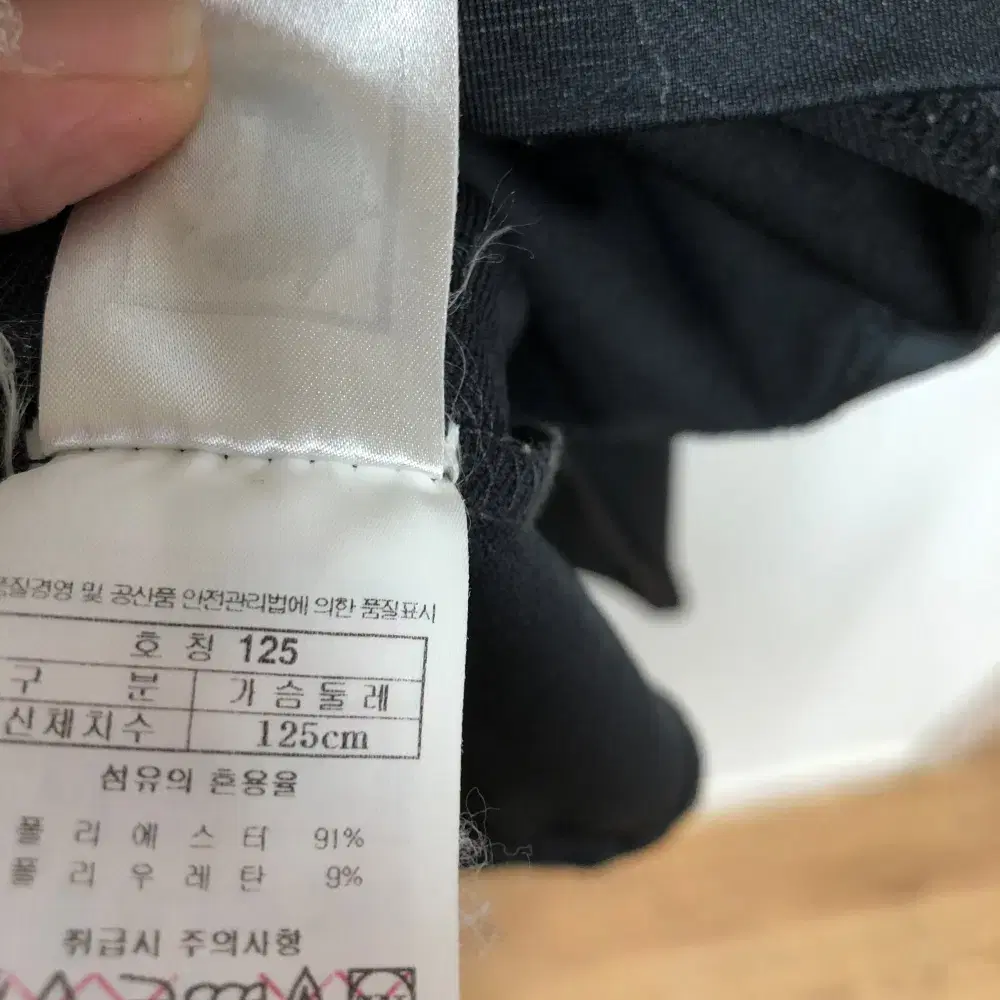 품질경영 및 공산품 안전관리법에 의한 품질표시
호 칭 125
구 분 가 슴 둘 레
신체치수 125cm
섬유의 혼용율
폴 리 에 스 터 91%
폴 리 우 레 탄 9%
취급시 주의사항